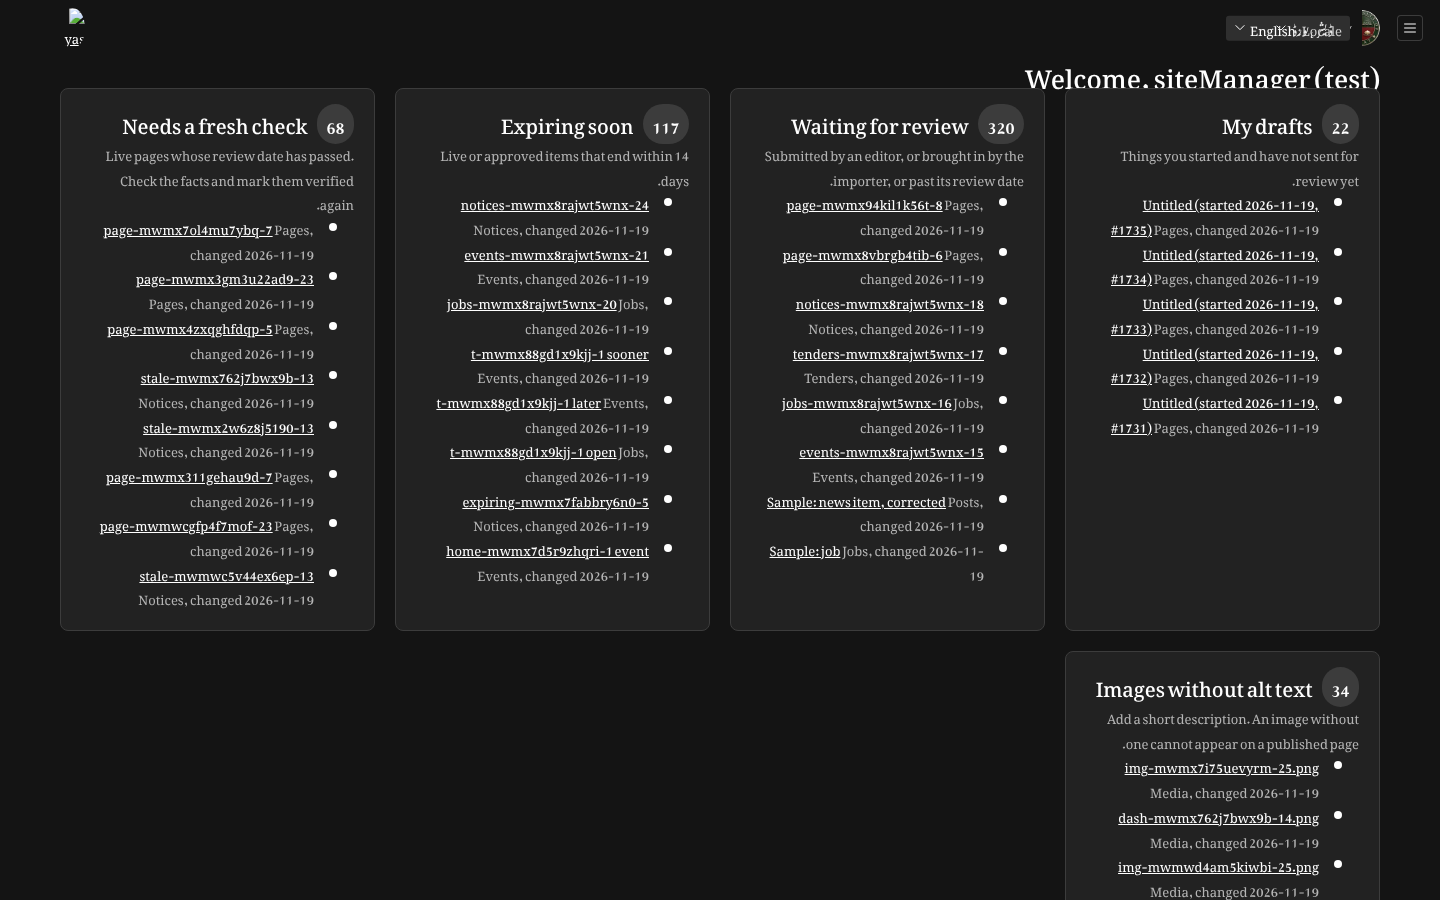 yas
English
Locale
Welcome, siteManager (test)
My drafts 22
Things you started and have not sent for
review yet.
Untitled (started 2026-11-19,
#1735) Pages, changed 2026-11-19
Untitled (started 2026-11-19,
#1734) Pages, changed 2026-11-19
Untitled (started 2026-11-19,
#1733) Pages, changed 2026-11-19
Untitled (started 2026-11-19,
#1732) Pages, changed 2026-11-19
Untitled (started 2026-11-19,
#1731) Pages, changed 2026-11-19
Waiting for review 320
Submitted by an editor, or brought in by the
importer, or past its review date.
page-mwmx94kil1k56t-8 Pages,
changed 2026-11-19
page-mwmx8vbrgb4tib-6 Pages,
changed 2026-11-19
notices-mwmx8rajwt5wnx-18
Notices, changed 2026-11-19
tenders-mwmx8rajwt5wnx-17
Tenders, changed 2026-11-19
jobs-mwmx8rajwt5wnx-16 Jobs,
changed 2026-11-19
events-mwmx8rajwt5wnx-15
Events, changed 2026-11-19
Sample: news item, corrected Posts,
changed 2026-11-19
Sample: job Jobs, changed 2026-11-
19
Expiring soon 117
Live or approved items that end within 14
days.
notices-mwmx8rajwt5wnx-24
Notices, changed 2026-11-19
events-mwmx8rajwt5wnx-21
Events, changed 2026-11-19
jobs-mwmx8rajwt5wnx-20 Jobs,
changed 2026-11-19
t-mwmx88gd1x9kjj-1 sooner
Events, changed 2026-11-19
t-mwmx88gd1x9kjj-1 later Events,
changed 2026-11-19
t-mwmx88gd1x9kjj-1 open Jobs,
changed 2026-11-19
expiring-mwmx7fabbry6n0-5
Notices, changed 2026-11-19
home-mwmx7d5r9zhqri-1 event
Events, changed 2026-11-19
Needs a fresh check 68
Live pages whose review date has passed.
Check the facts and mark them verified
again.
page-mwmx7ol4mu7ybq-7 Pages,
changed 2026-11-19
page-mwmx3gm3u22ad9-23
Pages, changed 2026-11-19
page-mwmx4zxqghfdqp-5 Pages,
changed 2026-11-19
stale-mwmx762j7bwx9b-13
Notices, changed 2026-11-19
stale-mwmx2w6z8j5190-13
Notices, changed 2026-11-19
page-mwmx311gehau9d-7 Pages,
changed 2026-11-19
page-mwmwcgfp4f7mof-23 Pages,
changed 2026-11-19
stale-mwmwc5v44ex6ep-13
Notices, changed 2026-11-19
Images without alt text 34
Add a short description. An image without
one cannot appear on a published page.
img-mwmx7i75uevyrm-25.png
Media, changed 2026-11-19
dash-mwmx762j7bwx9b-14.png
Media, changed 2026-11-19
img-mwmwd4am5kiwbi-25.png
Media, changed 2026-11-19